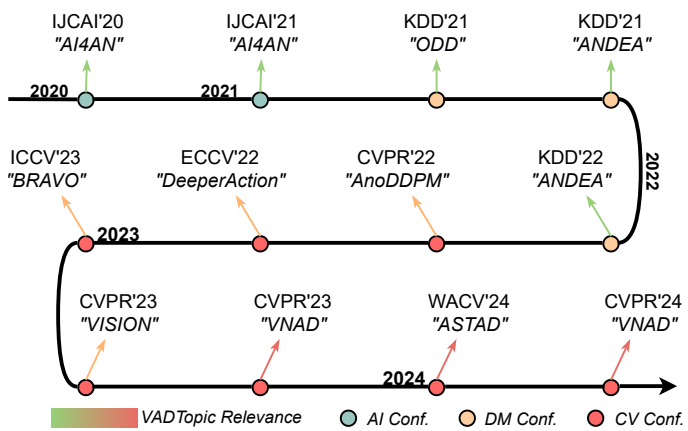 IJCAI'20 IJCAI'21 KDD'21 KDD'21
"AI4AN" "AI4AN" "ODD" "ANDEA"
2020 2021
2022
ICCV'23 ECCV'22 CVPR'22 KDD'22
"BRAVO" "DeeperAction" "AnoDDPM" "ANDEA"
2023
CVPR'23 CVPR'23 WACV'24 CVPR'24
"VISION" "VNAD" "ASTAD" "VNAD"
2024
VADTopic Relevance AI Conf. DM Conf. CV Conf.